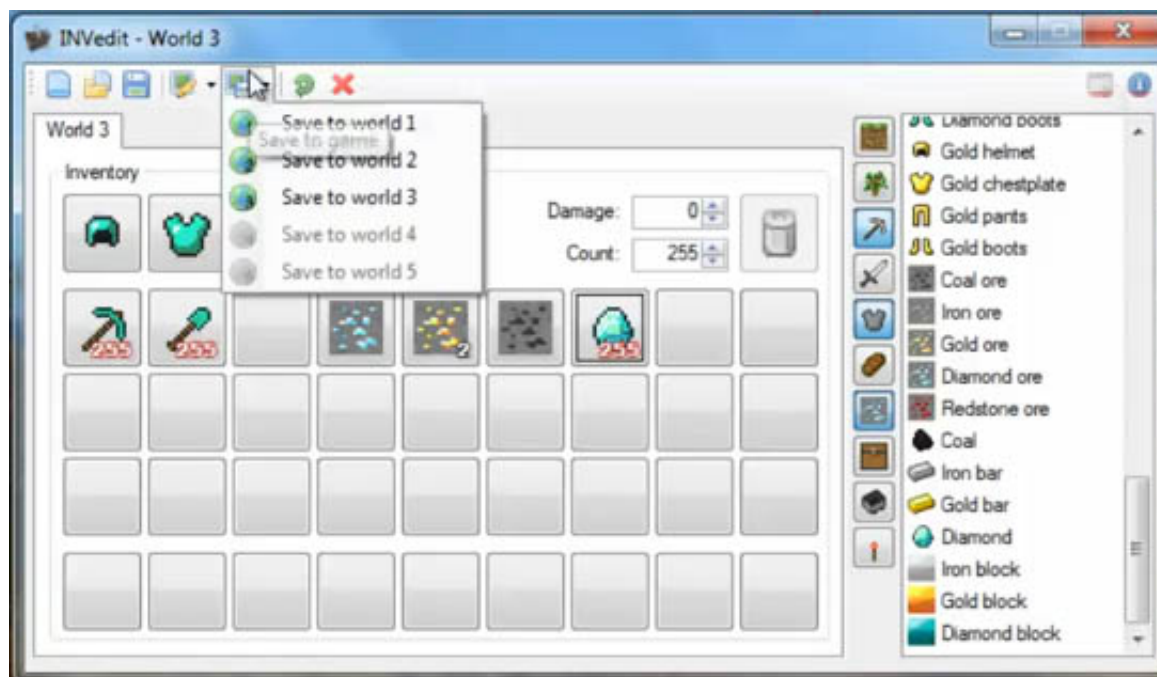 INVedit - World 3
World 3
Save to world 1
Save to game
Save to world 2
Save to world 3
Save to world 4
Save to world 5
Inventory
Damage: 0
Count: 255
255
255
2
255
Diamond boots
Gold helmet
Gold chestplate
Gold pants
Gold boots
Coal ore
Iron ore
Gold ore
Diamond ore
Redstone ore
Coal
Iron bar
Gold bar
Diamond
Iron block
Gold block
Diamond block